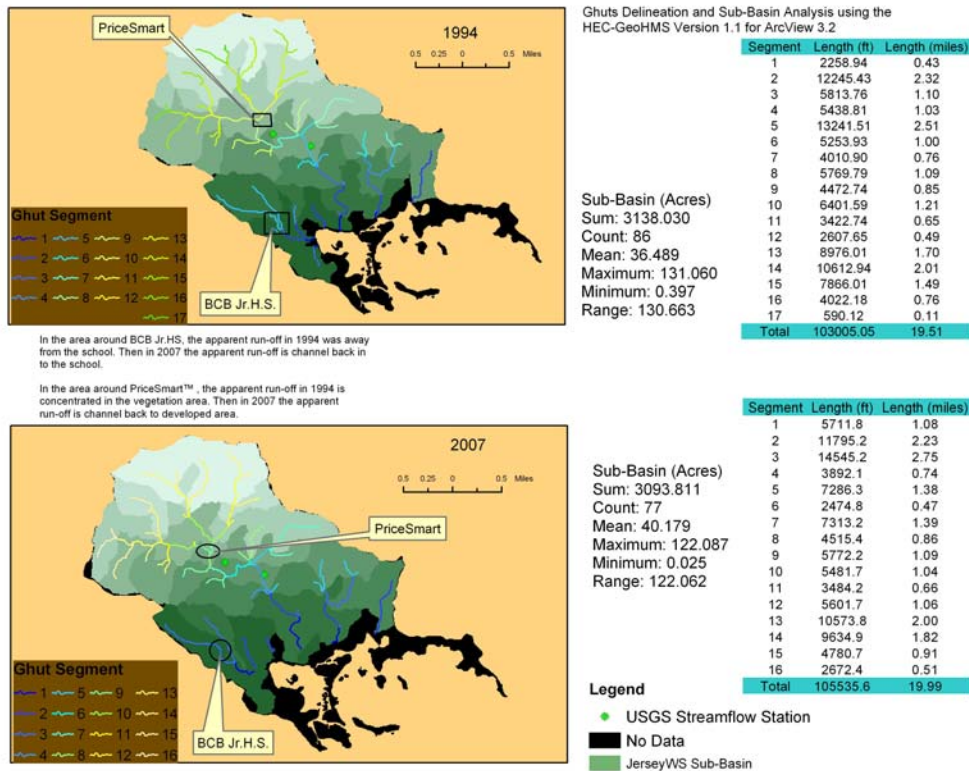 PriceSmart
1994
0.5 0.25 0 0.5 Miles
Ghut Segment
1 5 9 13
2 6 10 14
3 7 11 15
4 8 12 16
17
BCB Jr.H.S.
Ghuts Delineation and Sub-Basin Analysis using the
HEC-GeoHMS Version 1.1 for ArcView 3.2
Sub-Basin (Acres)
Sum: 3138.030
Count: 86
Mean: 36.489
Maximum: 131.060
Minimum: 0.397
Range: 130.663
Segment Length (ft) Length (miles)
1 2258.94 0.43
2 12245.43 2.32
3 5813.76 1.10
4 5438.81 1.03
5 13241.51 2.51
6 5253.93 1.00
7 4010.90 0.76
8 5769.79 1.09
9 4472.74 0.85
10 6401.59 1.21
11 3422.74 0.65
12 2607.65 0.49
13 8976.01 1.70
14 10612.94 2.01
15 7866.01 1.49
16 4022.18 0.76
17 590.12 0.11
Total 103005.05 19.51
In the area around BCB Jr.HS, the apparent run-off in 1994 was away
from the school. Then in 2007 the apparent run-off is channel back in
to the school.
In the area around PriceSmart™ , the apparent run-off in 1994 is
concentrated in the vegetation area. Then in 2007 the apparent
run-off is channel back to developed area.
2007
0.5 0.25 0 0.5 Miles
PriceSmart
Ghut Segment
1 5 9 13
2 6 10 14
3 7 11 15
4 8 12 16
BCB Jr.H.S.
Sub-Basin (Acres)
Sum: 3093.811
Count: 77
Mean: 40.179
Maximum: 122.087
Minimum: 0.025
Range: 122.062
Segment Length (ft) Length (miles)
1 5711.8 1.08
2 11795.2 2.23
3 14545.2 2.75
4 3892.1 0.74
5 7286.3 1.38
6 2474.8 0.47
7 7313.2 1.39
8 4515.4 0.86
9 5772.2 1.09
10 5481.7 1.04
11 3484.2 0.66
12 5601.7 1.06
13 10573.8 2.00
14 9634.9 1.82
15 4780.7 0.91
16 2672.4 0.51
Total 105535.6 19.99
Legend
USGS Streamflow Station
No Data
JerseyWS Sub-Basin